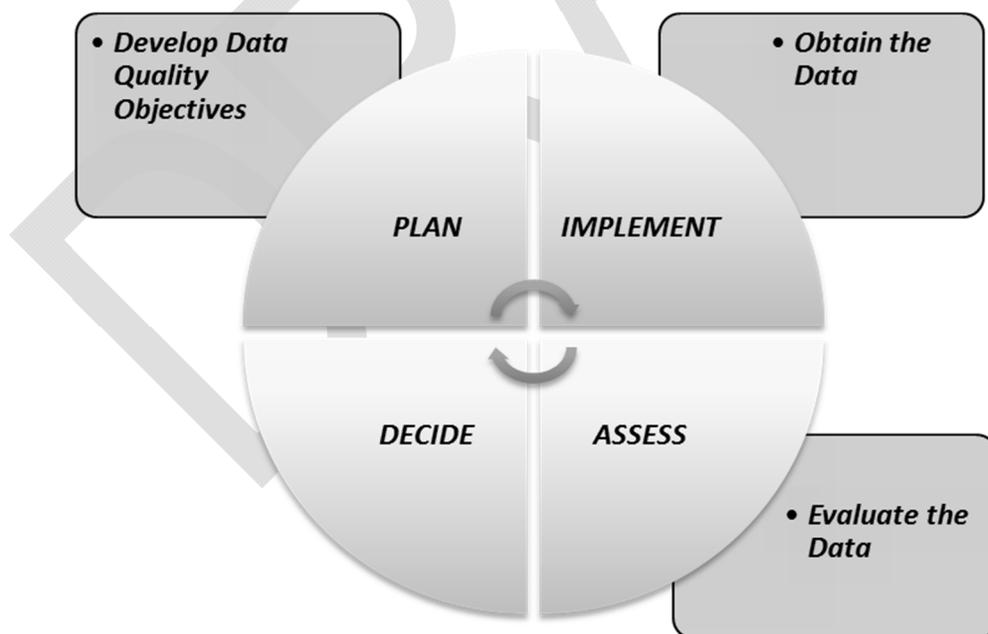 • Develop Data
Quality
Objectives
• Obtain the
Data
PLAN
IMPLEMENT
DECIDE
ASSESS
• Evaluate the
Data